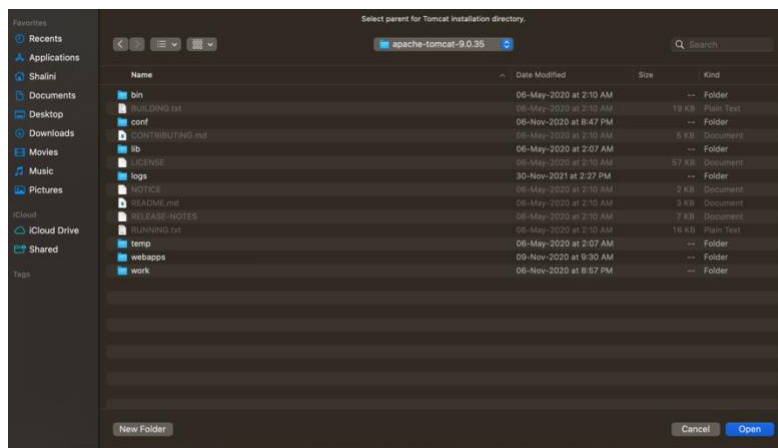 Select parent for Tomcat installation directory.
Favorites
Recents
Applications
Shalini
Documents
Desktop
Downloads
Movies
Music
Pictures
iCloud
iCloud Drive
Shared
Tags
apache-tomcat-9.0.35
Search
Name Date Modified Size Kind
bin 06-May-2020 at 2:10 AM -- Folder
BUILDING.txt 06-May-2020 at 2:10 AM 19 KB Plain Text
conf 06-Nov-2020 at 8:47 PM -- Folder
CONTRIBUTING.md 06-May-2020 at 2:10 AM 6 KB Document
lib 06-May-2020 at 2:07 AM -- Folder
LICENSE 06-May-2020 at 2:10 AM 57 KB Document
logs 30-Nov-2021 at 2:27 PM -- Folder
NOTICE 06-May-2020 at 2:10 AM 2 KB Document
README.md 06-May-2020 at 2:10 AM 3 KB Document
RELEASE-NOTES 06-May-2020 at 2:10 AM 7 KB Document
RUNNING.txt 06-May-2020 at 2:10 AM 16 KB Plain Text
temp 06-May-2020 at 2:07 AM -- Folder
webapps 09-Nov-2020 at 9:30 AM -- Folder
work 06-Nov-2020 at 8:57 PM -- Folder
New Folder
Cancel
Open